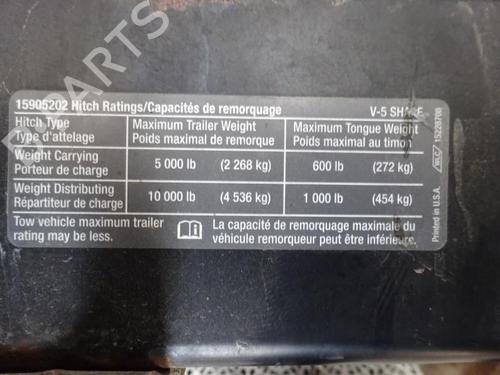 B-PARTS
15905202 Hitch Ratings/Capacités de remorquage V-5
Hitch Type Maximum Trailer Weight Maximum Tongue Weight
Type d'attelage Poids maximal de remorque Poids maximal au timon
Weight Carrying 5 000 lb (2 268 kg) 600 lb (272 kg)
Porteur de charge
Weight Distributing 10 000 lb (4 536 kg) 1 000 lb (454 kg)
Répartiteur de charge
Tow vehicle maximum trailer La capacité de remorquage maximale du
rating may be less. véhicule remorqueur peut être inférieure.
Printed in U.S.A. 15228708